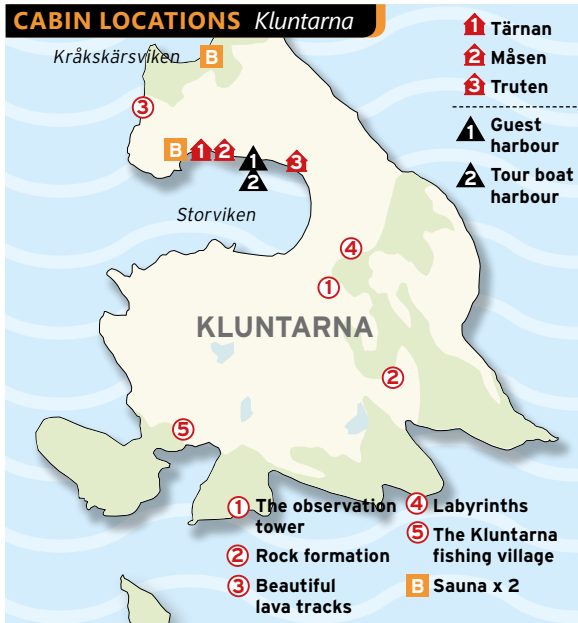 CABIN LOCATIONS Kluntarna
Kråkskärsviken B
1 Tärnan
2 Måsen
3 Truten
1 Guest
harbour
2 Tour boat
harbour
3
B 1 2 1 3
2
Storviken
4
1
KLUNTARNA
2
5
1 The observation
tower
2 Rock formation
3 Beautiful
lava tracks
4 Labyrinths
5 The Kluntarna
fishing village
B Sauna x 2